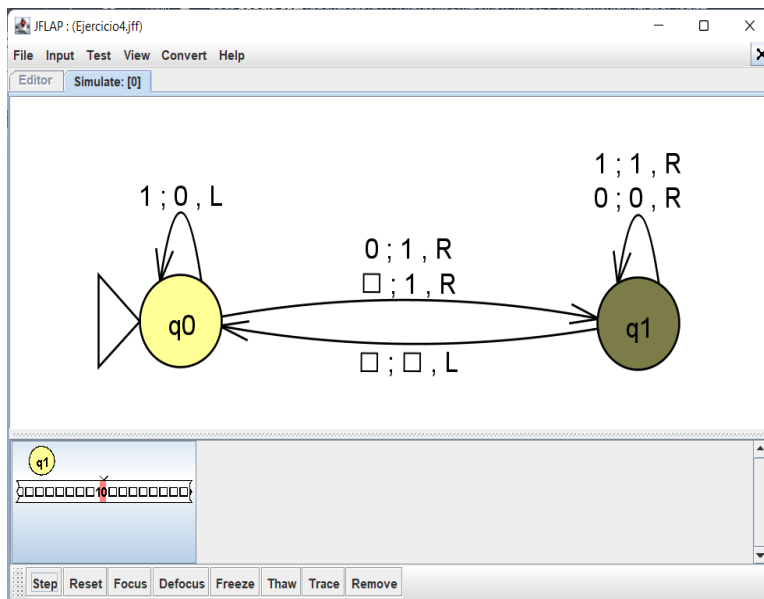 JFLAP : (Ejercicio4.jff)
File Input Test View Convert Help
Editor Simulate: [0]
1 ; 1 , R
1 ; 0 , L
0 ; 0 , R
0 ; 1 , R
□ ; 1 , R
q0
q1
□ ; □ , L
q1
□□□□□□□□10□□□□□□□□□
Step Reset Focus Defocus Freeze Thaw Trace Remove